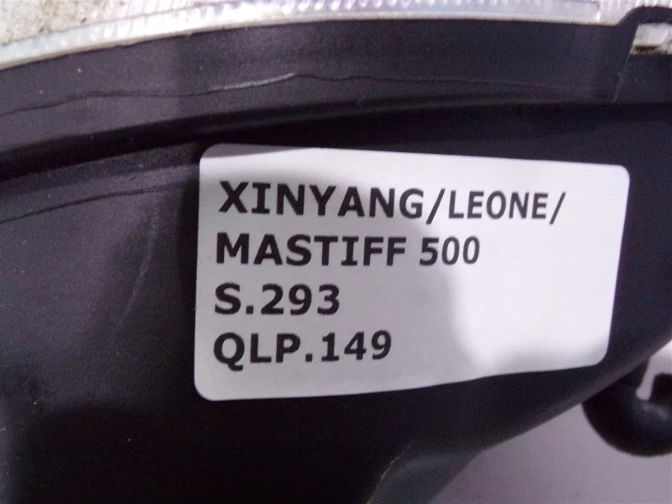 XINYANG/LEONE/
MASTIFF 500
S.293
QLP.149